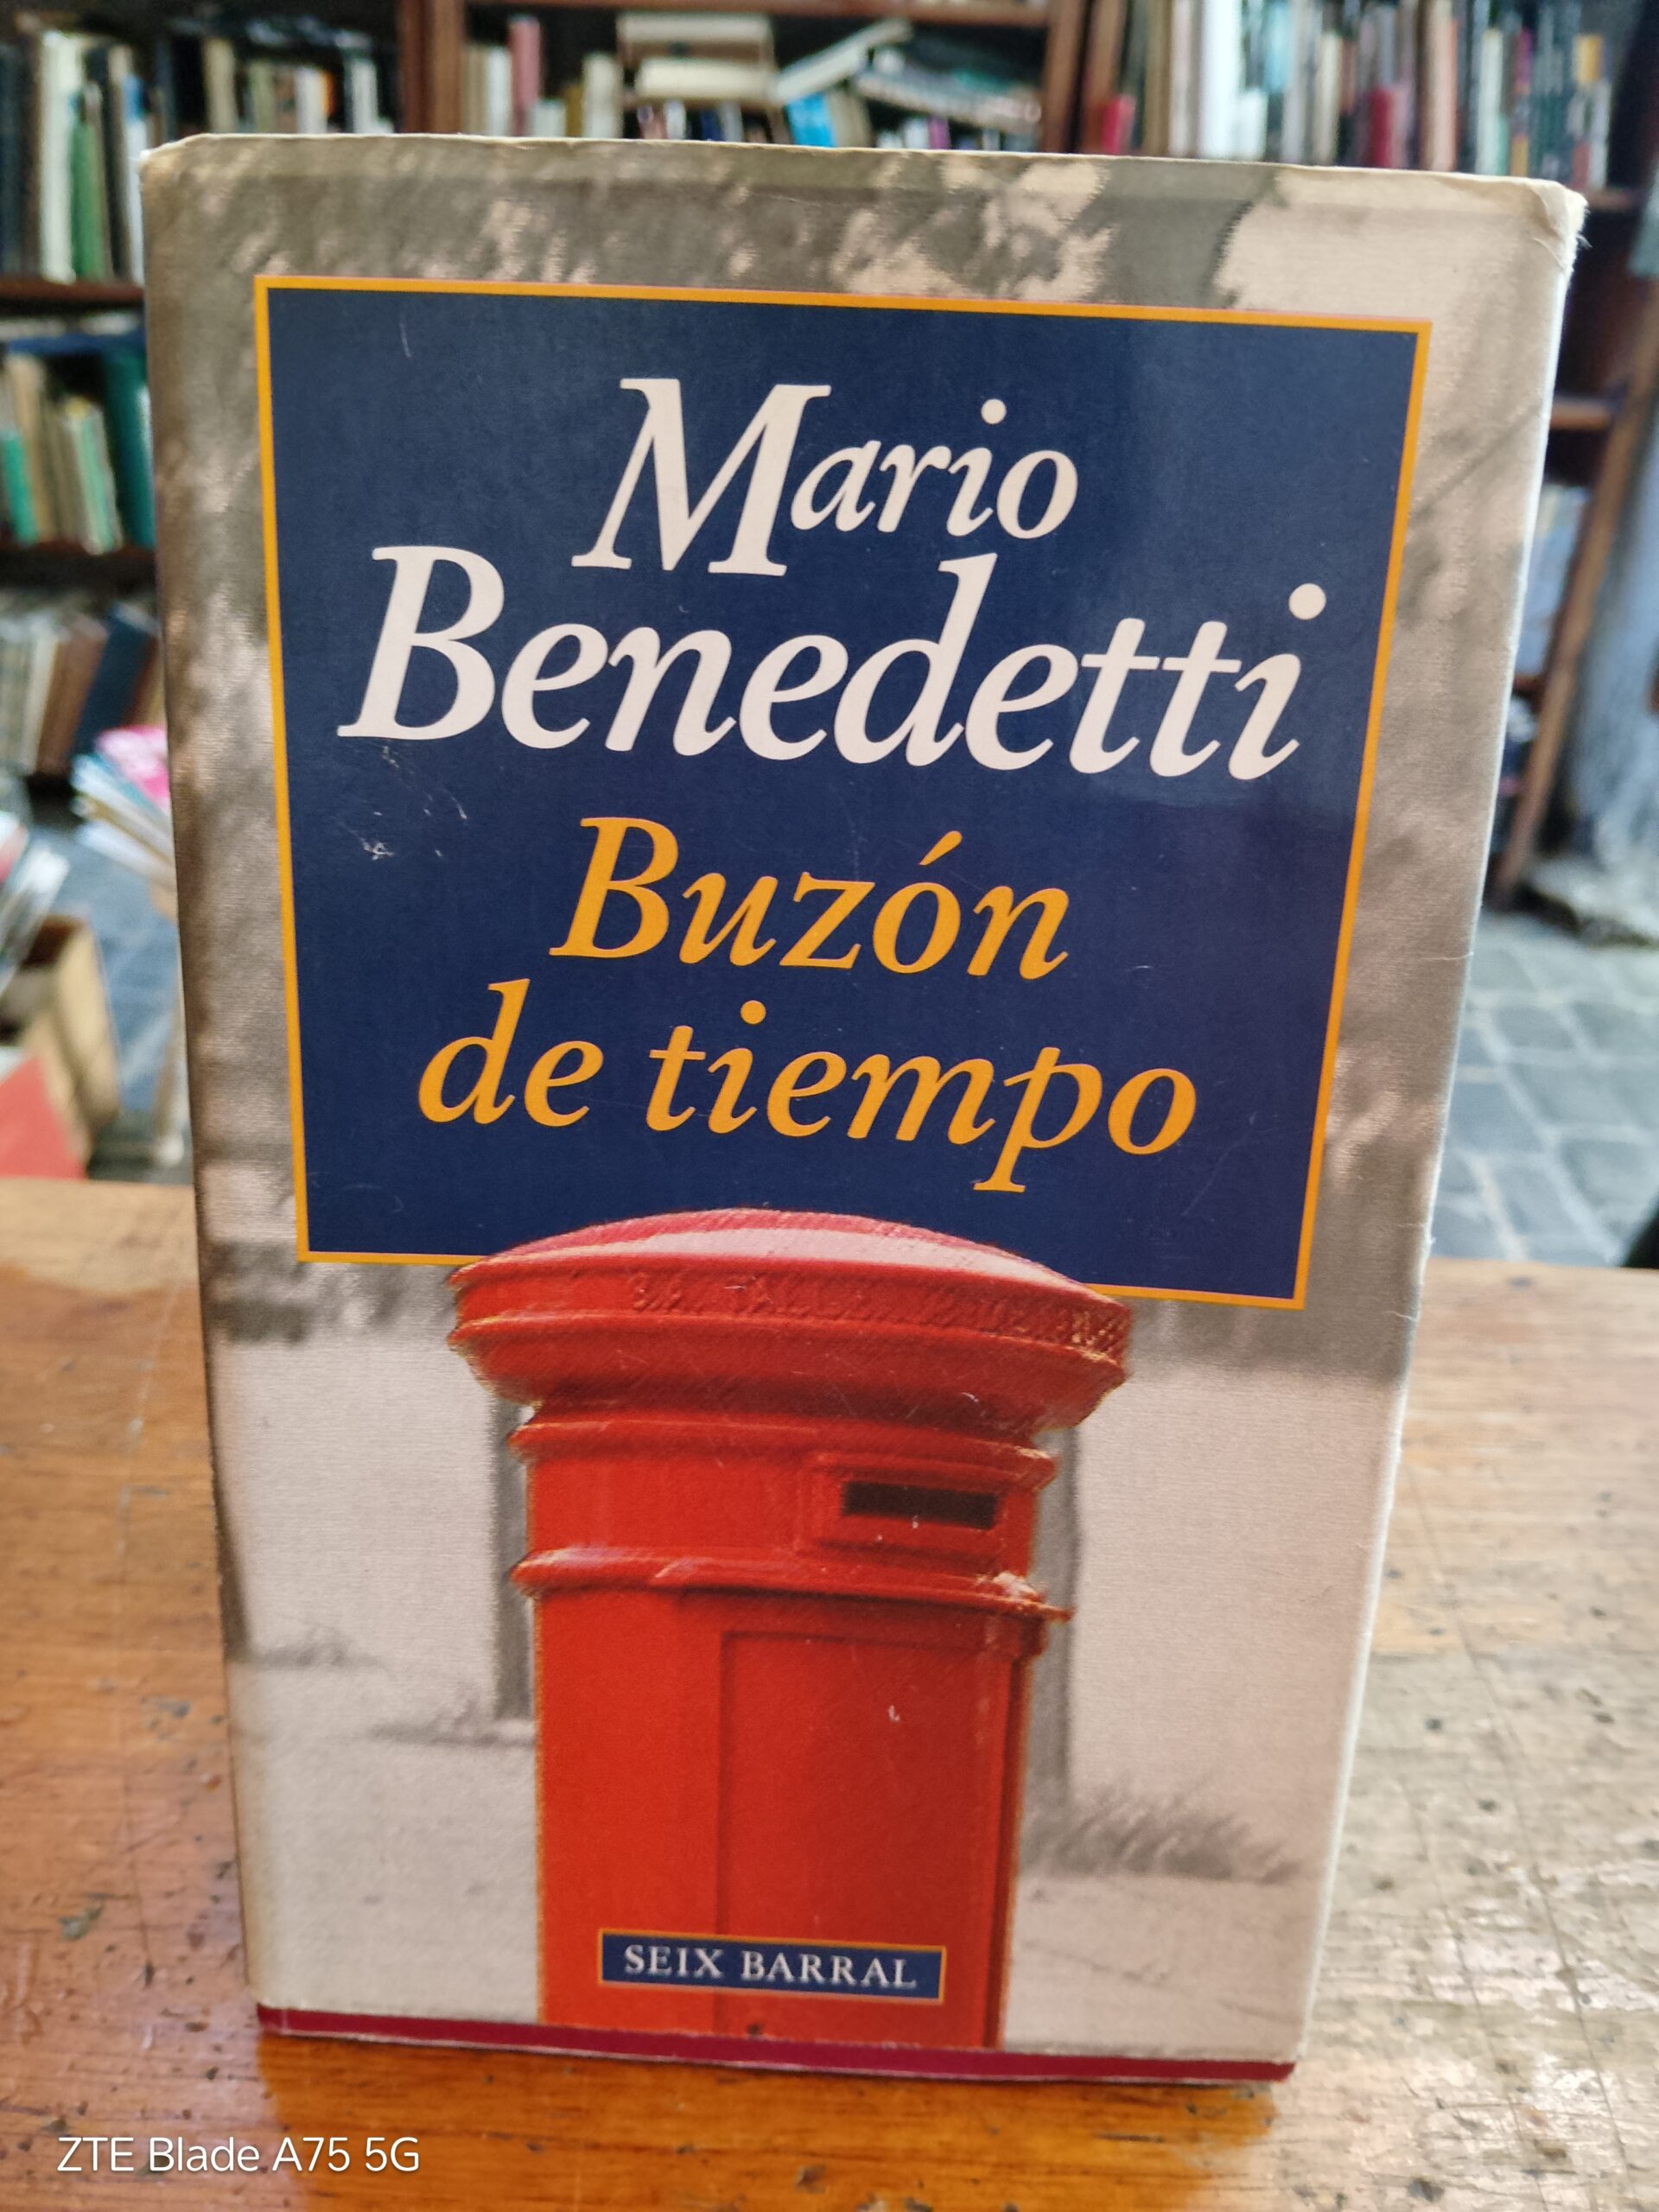 Mario
Benedetti
Buzón
de tiempo
SEIX BARRAL
ZTE Blade A75 5G